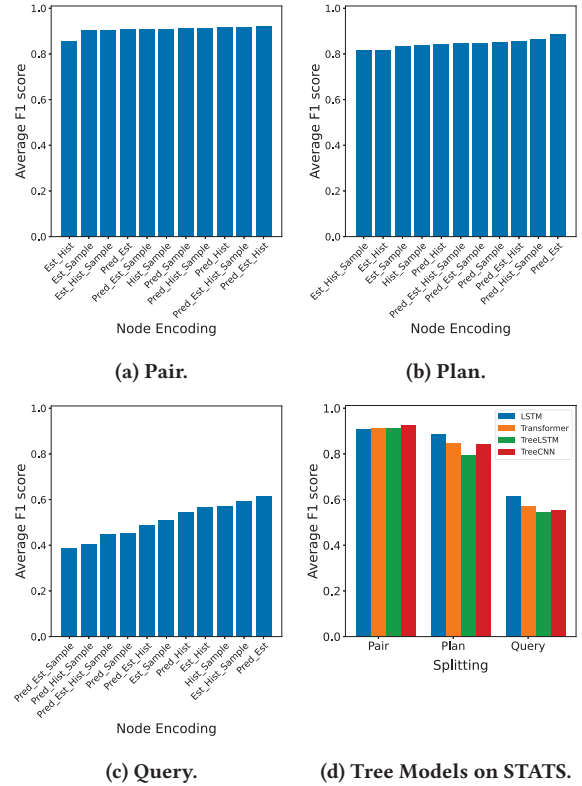 1.0
0.8
0.6
0.4
0.2
0.0
Average F1 score
Est_Hist
Est_Sample
Est_Hist_Sample
Pred_Est
Pred_Est_Sample
Hist_Sample
Pred_Sample
Pred_Hist_Sample
Pred_Hist
Pred_Est_Hist_Sample
Pred_Est_Hist
Node Encoding
(a) Pair.
1.0
0.8
0.6
0.4
0.2
0.0
Average F1 score
Est_Hist_Sample
Est_Hist
Est_Sample
Hist_Sample
Pred_Hist
Pred_Est_Hist_Sample
Pred_Est_Sample
Pred_Sample
Pred_Est_Hist
Pred_Hist_Sample
Pred_Est
Node Encoding
(b) Plan.
1.0
0.8
0.6
0.4
0.2
0.0
Average F1 score
Pred_Est_Sample
Pred_Hist_Sample
Pred_Est_Hist_Sample
Pred_Sample
Pred_Est_Hist
Est_Sample
Pred_Hist
Est_Hist
Hist_Sample
Est_Hist_Sample
Pred_Est
Node Encoding
(c) Query.
1.0
0.8
0.6
0.4
0.2
0.0
Average F1 score
LSTM
Transformer
TreeLSTM
TreeCNN
Pair
Plan
Query
Splitting
(d) Tree Models on STATS.